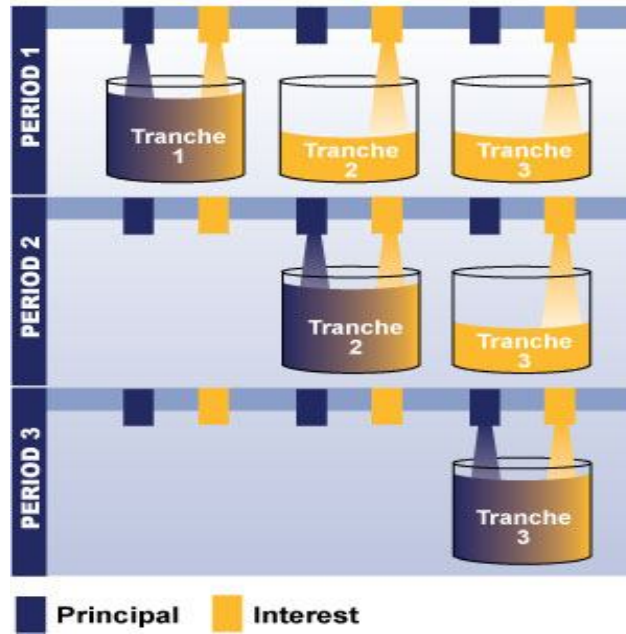 PERIOD 1
Tranche
1
Tranche
2
Tranche
3
PERIOD 2
Tranche
2
Tranche
3
PERIOD 3
Tranche
3
Principal
Interest